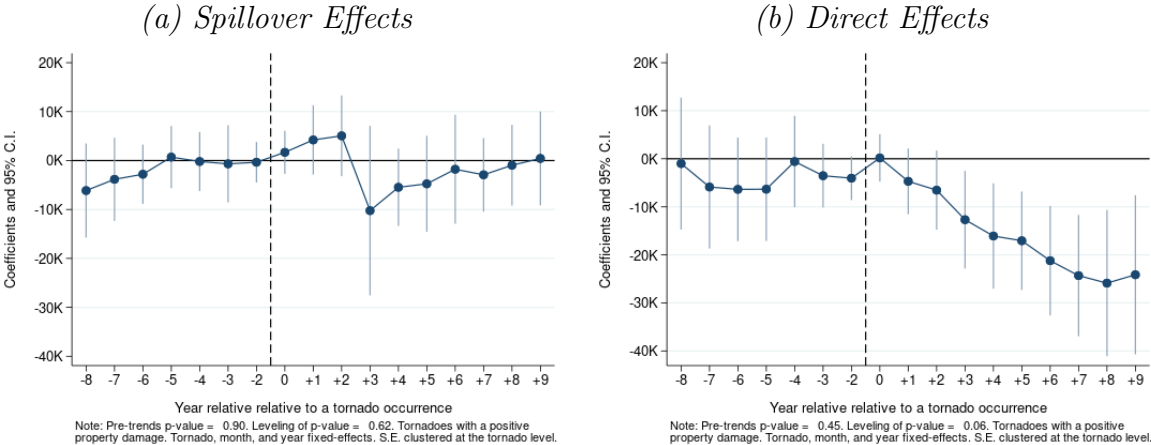 (a) Spillover Effects
20K
10K
0K
-10K
-20K
-30K
-40K
Coefficients and 95% C.I.
-8 -7 -6 -5 -4 -3 -2 0 +1 +2 +3 +4 +5 +6 +7 +8 +9
Year relative relative to a tornado occurrence
Note: Pre-trends p-value = 0.90. Leveling of p-value = 0.62. Tornadoes with a positive
property damage. Tornado, month, and year fixed-effects. S.E. clustered at the tornado level.
(b) Direct Effects
20K
10K
0K
-10K
-20K
-30K
-40K
Coefficients and 95% C.I.
-8 -7 -6 -5 -4 -3 -2 0 +1 +2 +3 +4 +5 +6 +7 +8 +9
Year relative relative to a tornado occurrence
Note: Pre-trends p-value = 0.45. Leveling of p-value = 0.06. Tornadoes with a positive
property damage. Tornado, month, and year fixed-effects. S.E. clustered at the tornado level.